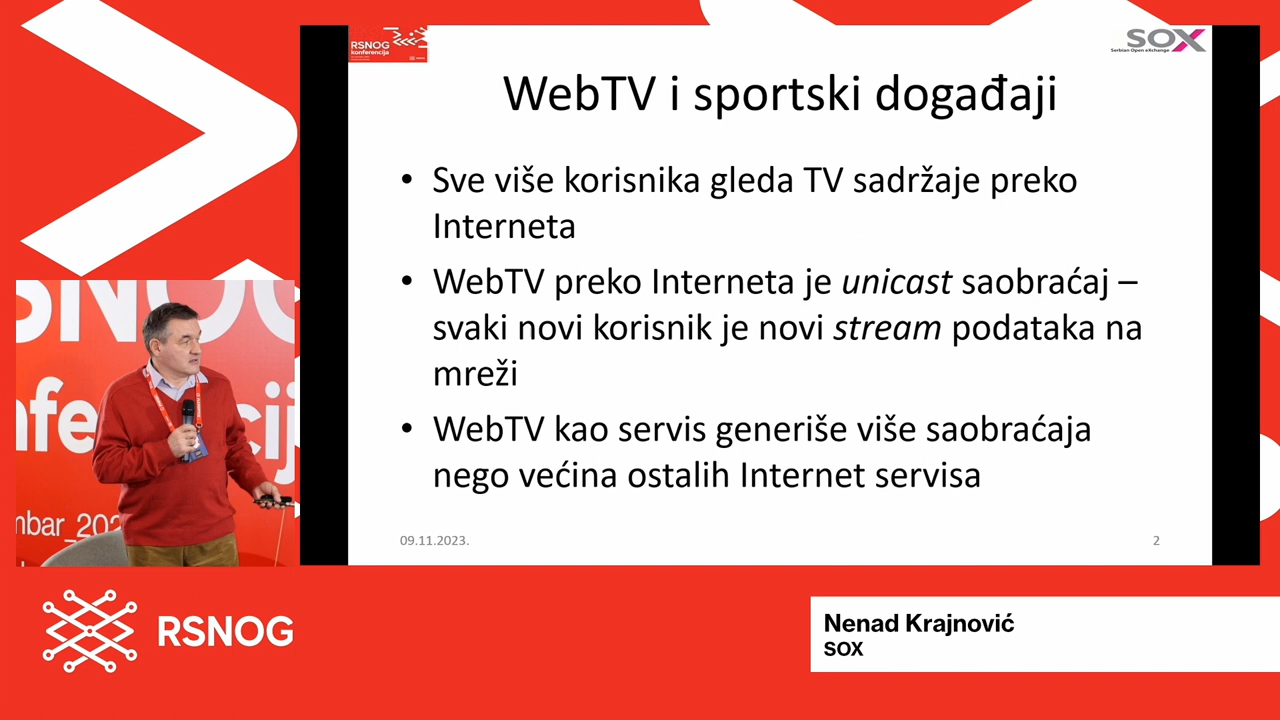 RSNOG
konferencija
SOX
Serbian Open eXchange
WebTV i sportski događaji
• Sve više korisnika gleda TV sadržaje preko
Interneta
• WebTV preko Interneta je unicast saobraćaj –
svaki novi korisnik je novi stream podataka na
mreži
• WebTV kao servis generiše više saobraćaja
nego većina ostalih Internet servisa
09.11.2023.
2
RSNOG
Nenad Krajnović
SOX